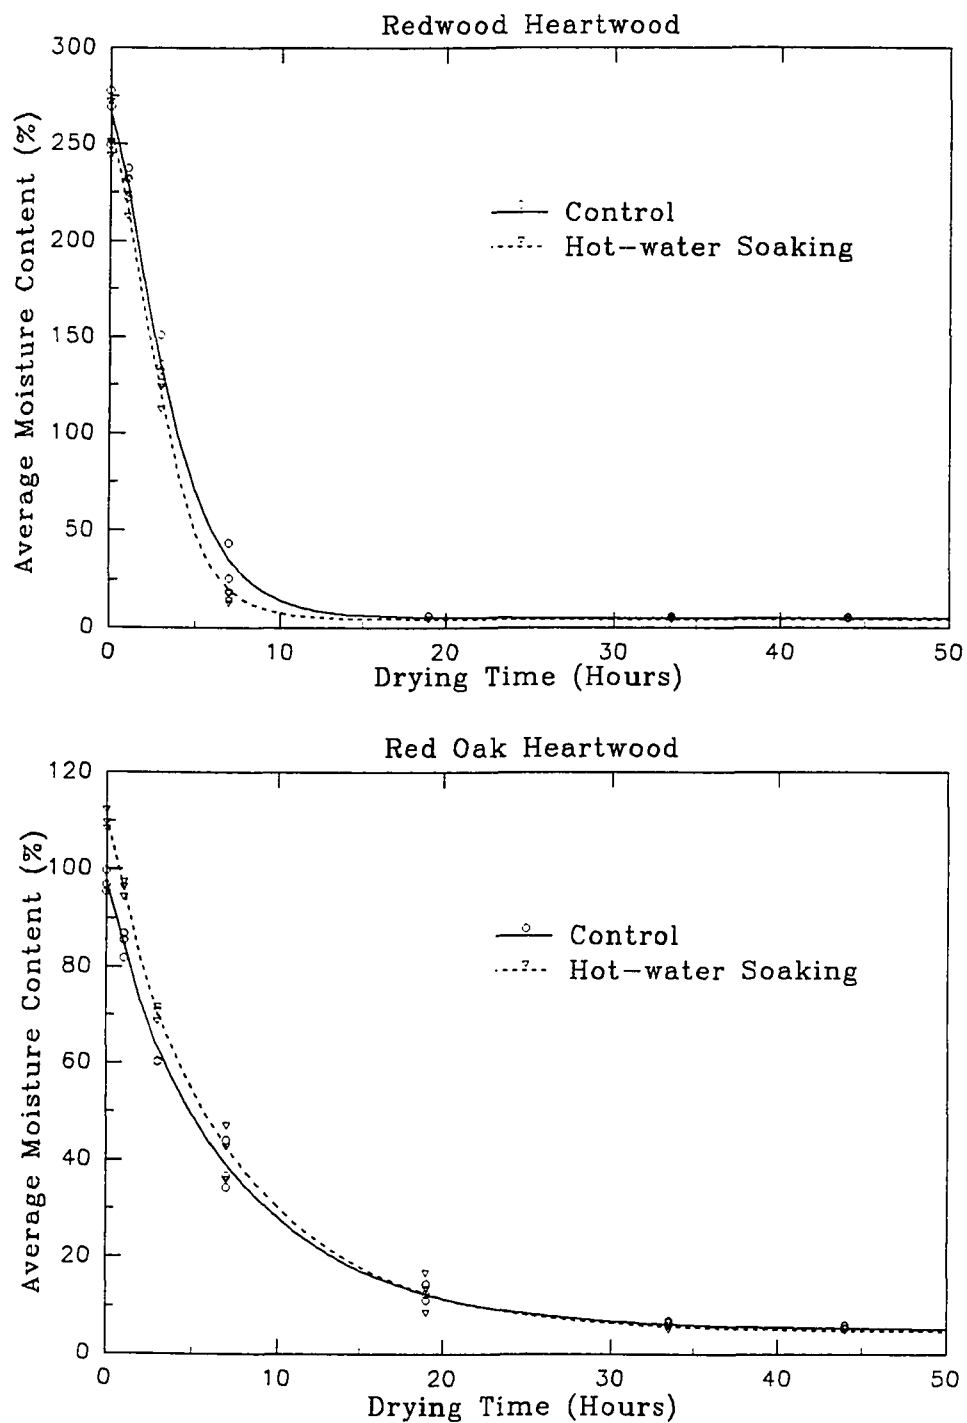 Redwood Heartwood
300
250
200
150
100
50
0
Average Moisture Content (%)
Control
Hot-water Soaking
0 10 20 30 40 50
Drying Time (Hours)
Red Oak Heartwood
120
100
80
60
40
20
0
Average Moisture Content (%)
Control
Hot-water Soaking
0 10 20 30 40 50
Drying Time (Hours)